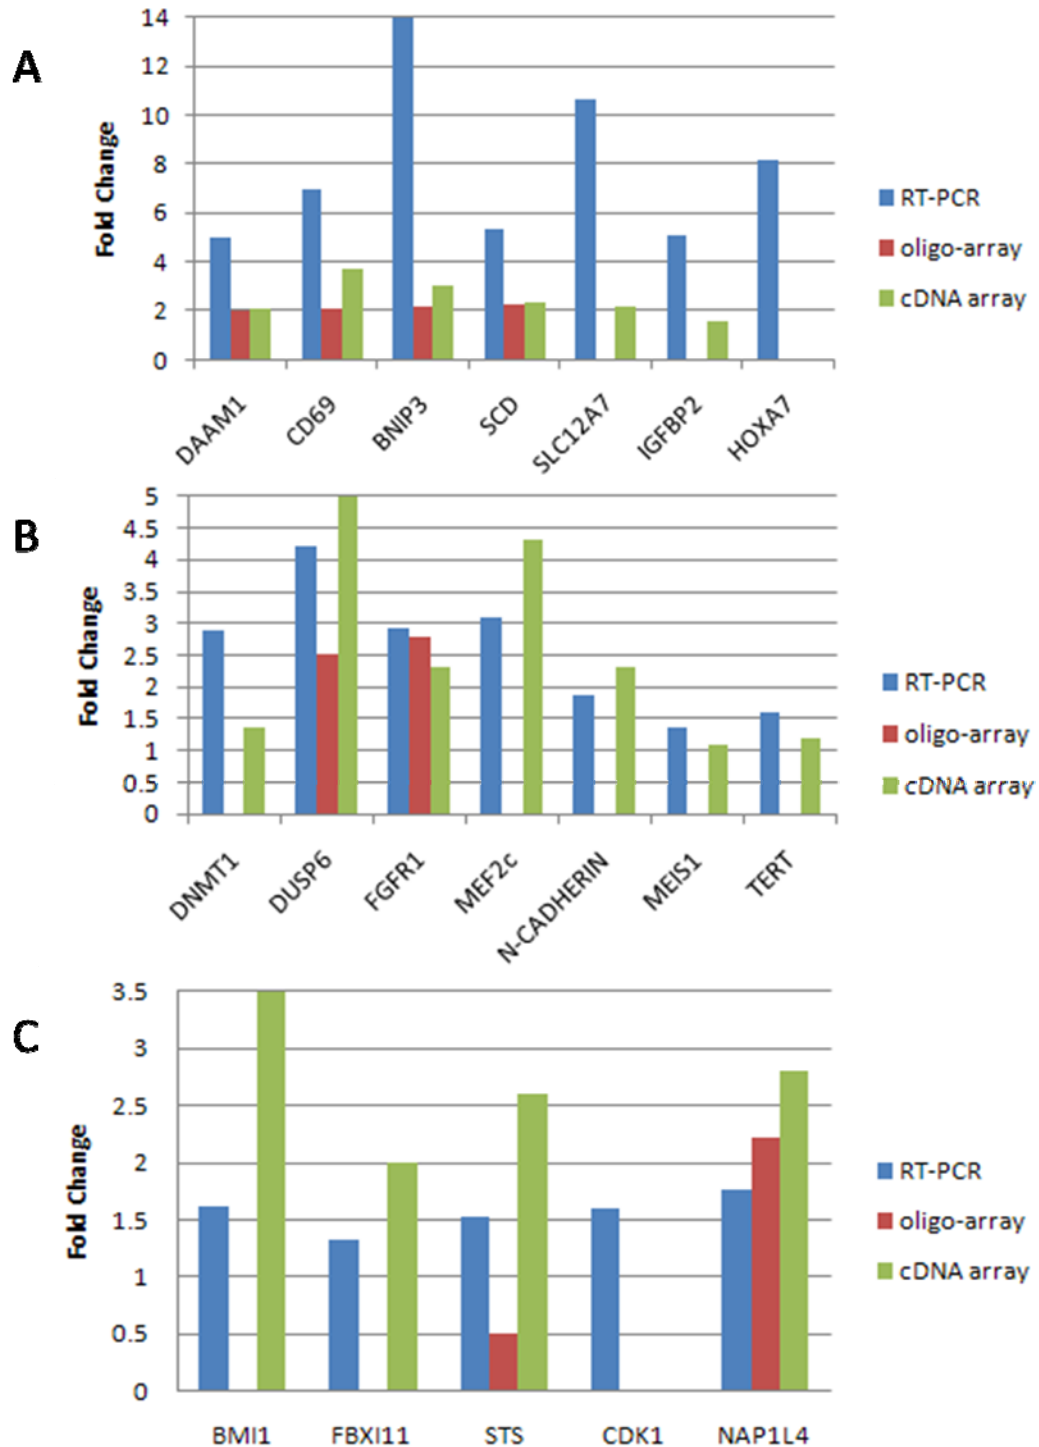 A
Fold Change
14
12
10
8
6
4
2
0
DAAM1
CD69
BNIP3
SCD
SLC12A7
IGFBP2
HOXA7
RT-PCR
oligo-array
cDNA array
B
Fold Change
5
4.5
4
3.5
3
2.5
2
1.5
1
0.5
0
DNMT1
DUSP6
FGFR1
MEF2c
N-CADHERIN
MEIS1
TERT
RT-PCR
oligo-array
cDNA array
C
Fold Change
3.5
3
2.5
2
1.5
1
0.5
0
BMI1
FBXI11
STS
CDK1
NAP1L4
RT-PCR
oligo-array
cDNA array